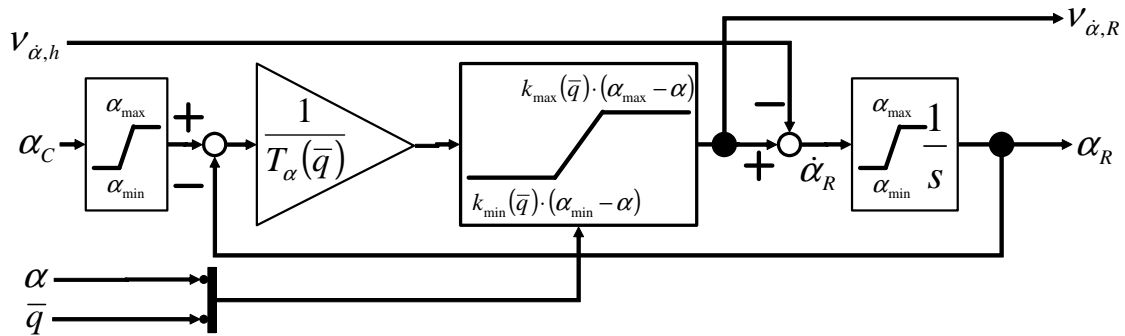 ν_{α̇,R}
ν_{α̇,h}
α_max
α_min
α_C
+
−
1
T_α(q̄)
k_max(q̄)·(α_max−α)
k_min(q̄)·(α_min−α)
−
+
α̇_R
α_max
α_min
1
s
α_R
α
q̄